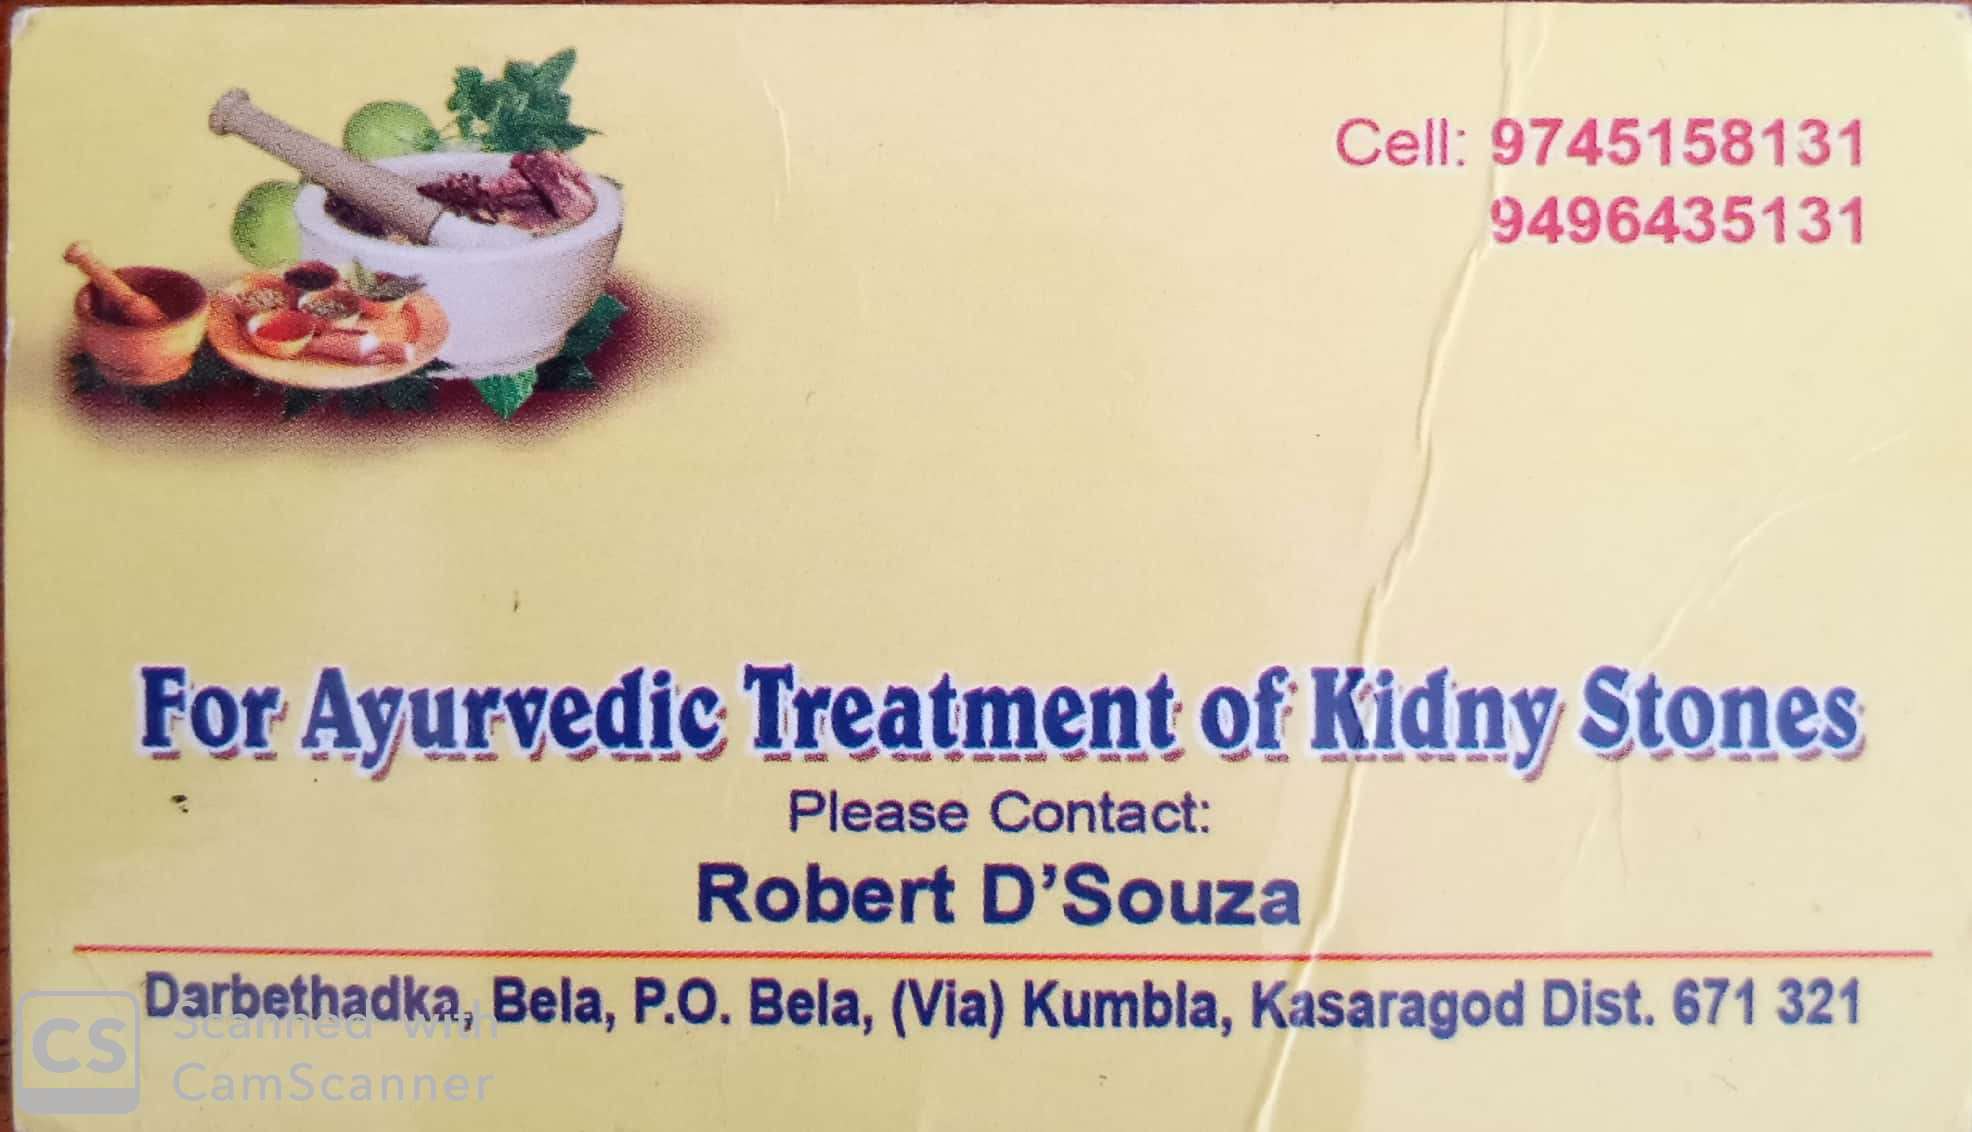 Cell: 9745158131
9496435131
For Ayurvedic Treatment of Kidny Stones
Please Contact:
Robert D'Souza
Darbethadka, Bela, P.O. Bela, (Via) Kumbla, Kasaragod Dist. 671 321
CS Scanned with
CamScanner